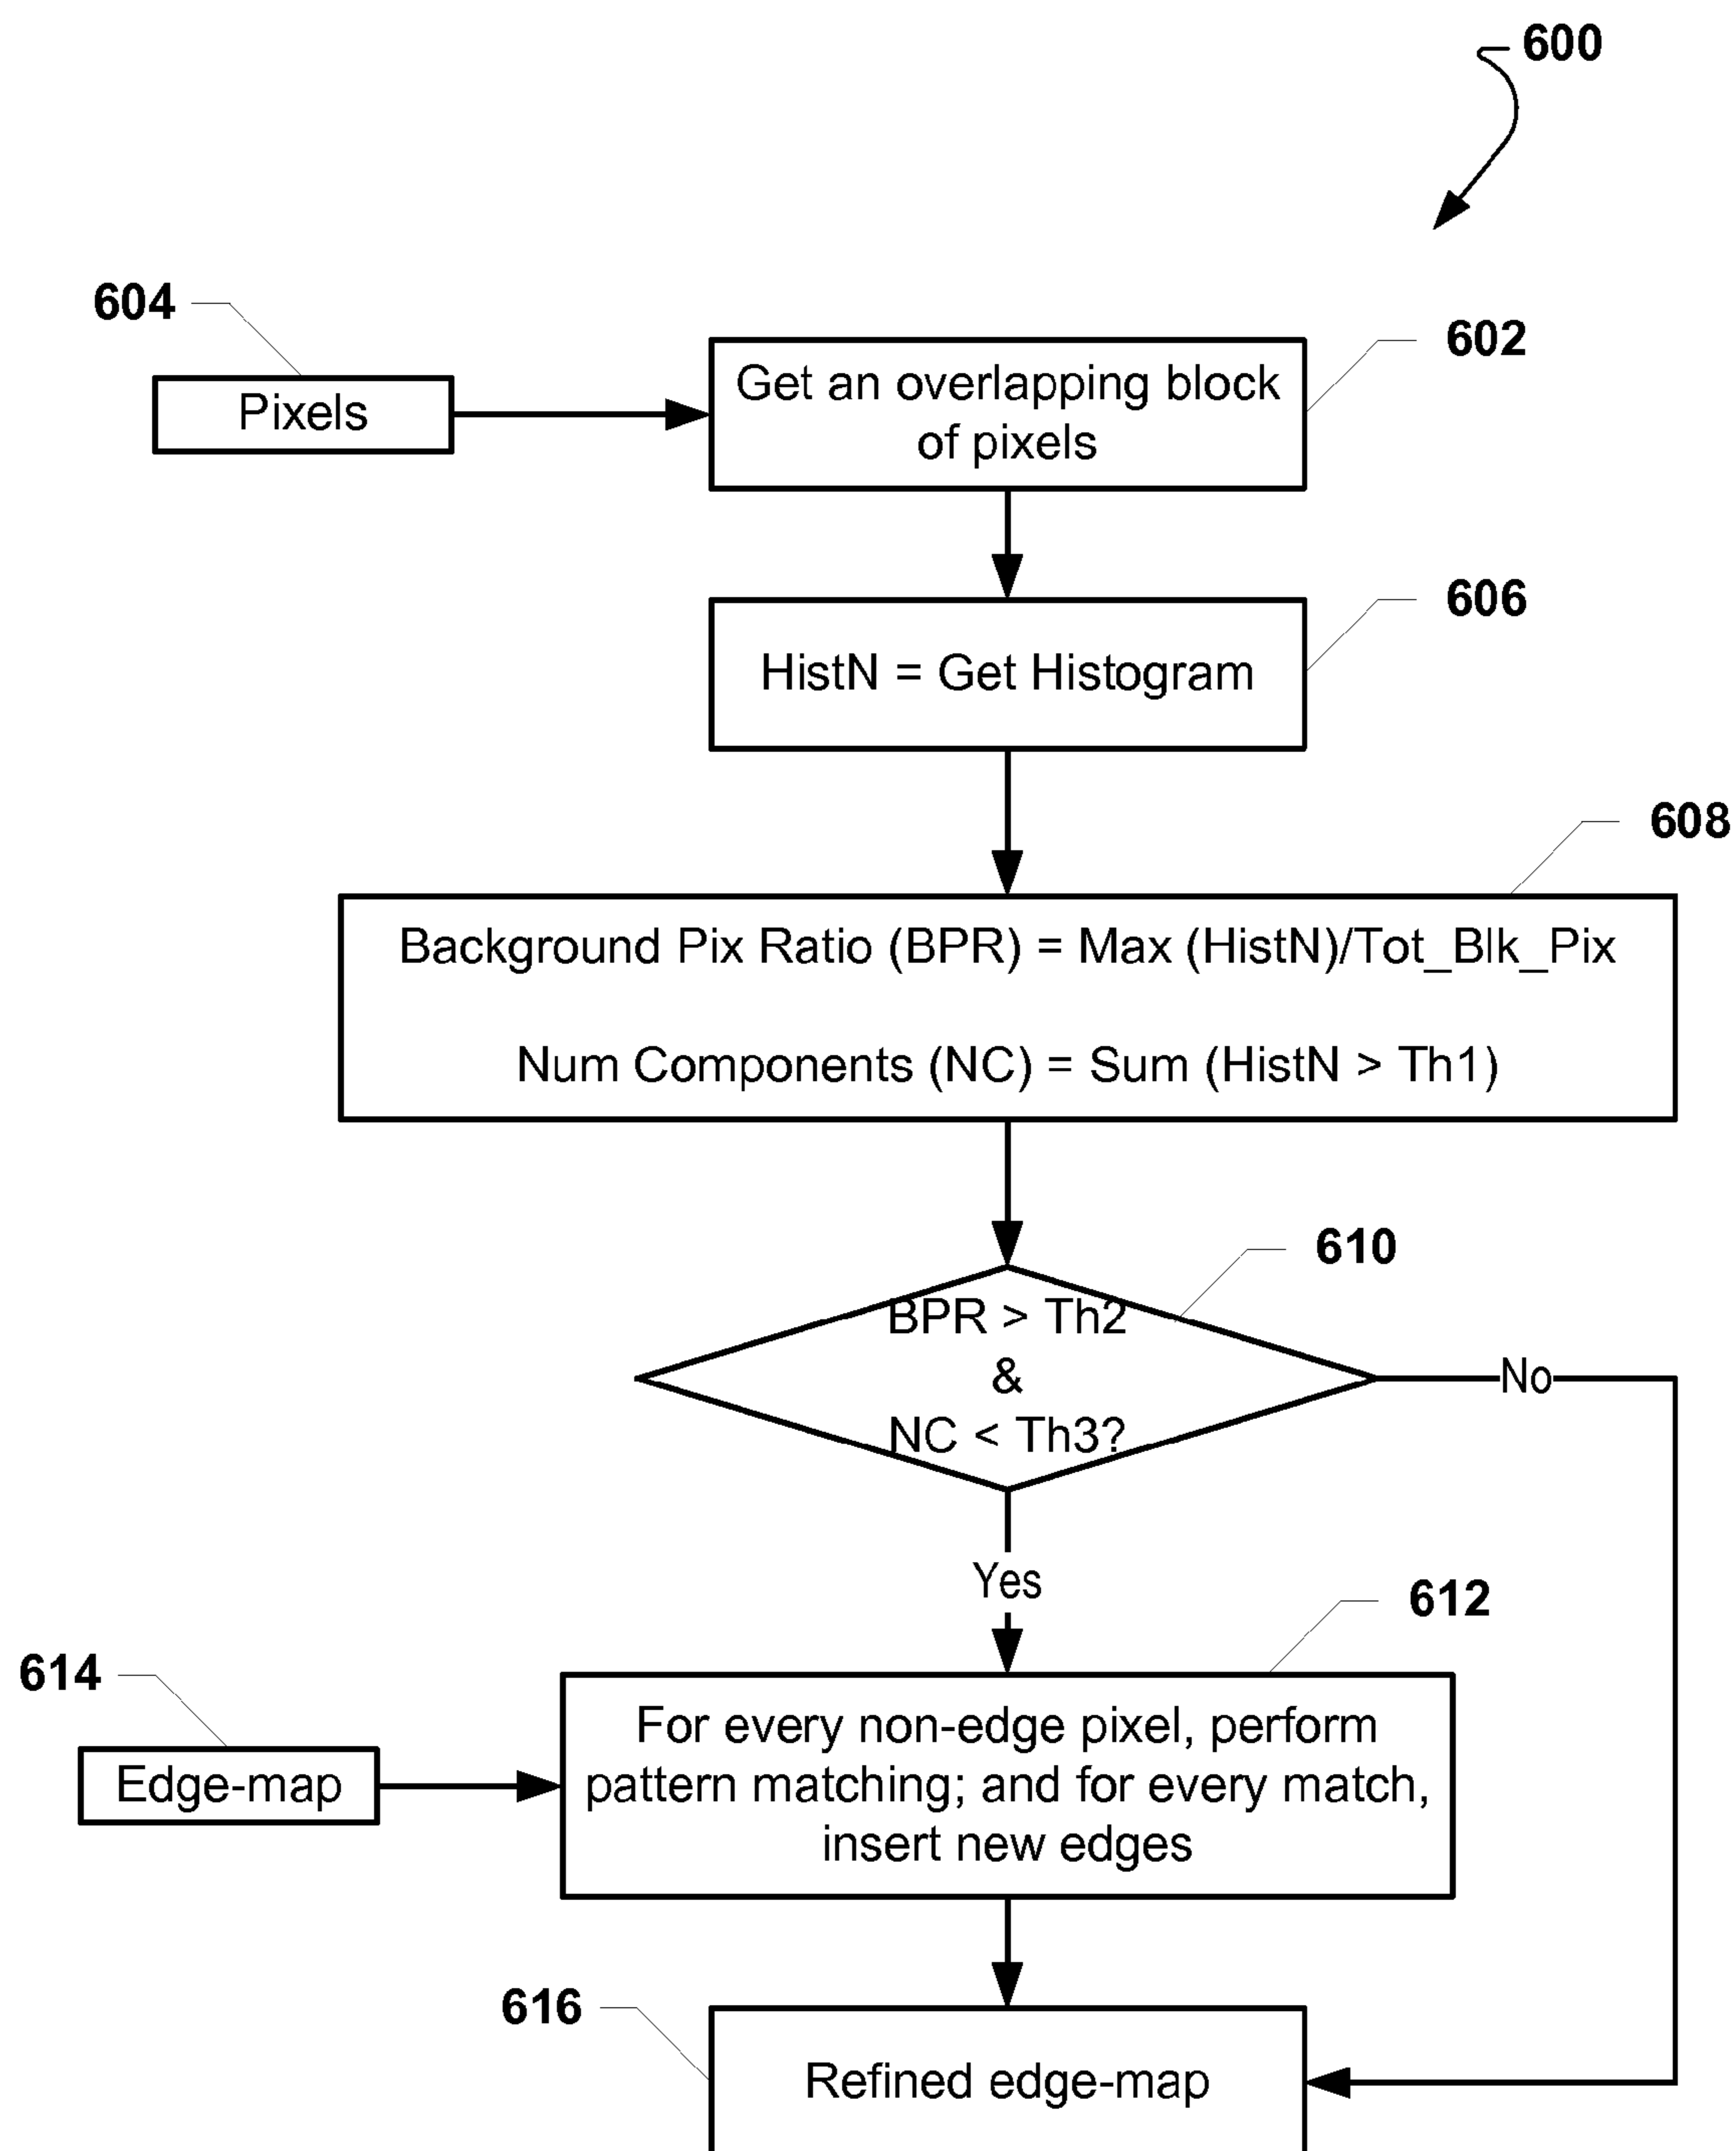 600
604
602
Pixels
Get an overlapping block
of pixels
606
HistN = Get Histogram
608
Background Pix Ratio (BPR) = Max (HistN)/Tot_Blk_Pix
Num Components (NC) = Sum (HistN > Th1)
610
BPR > Th2
&
NC < Th3?
No
Yes
612
614
For every non-edge pixel, perform
pattern matching; and for every match,
insert new edges
Edge-map
616
Refined edge-map